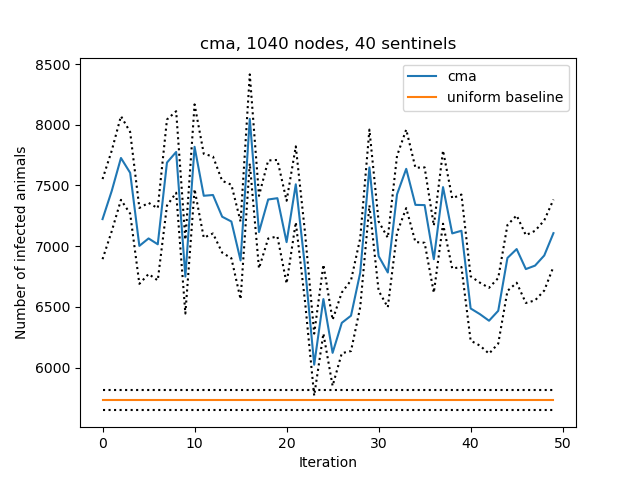 cma, 1040 nodes, 40 sentinels
cma
uniform baseline
Number of infected animals
8500
8000
7500
7000
6500
6000
0 10 20 30 40 50
Iteration